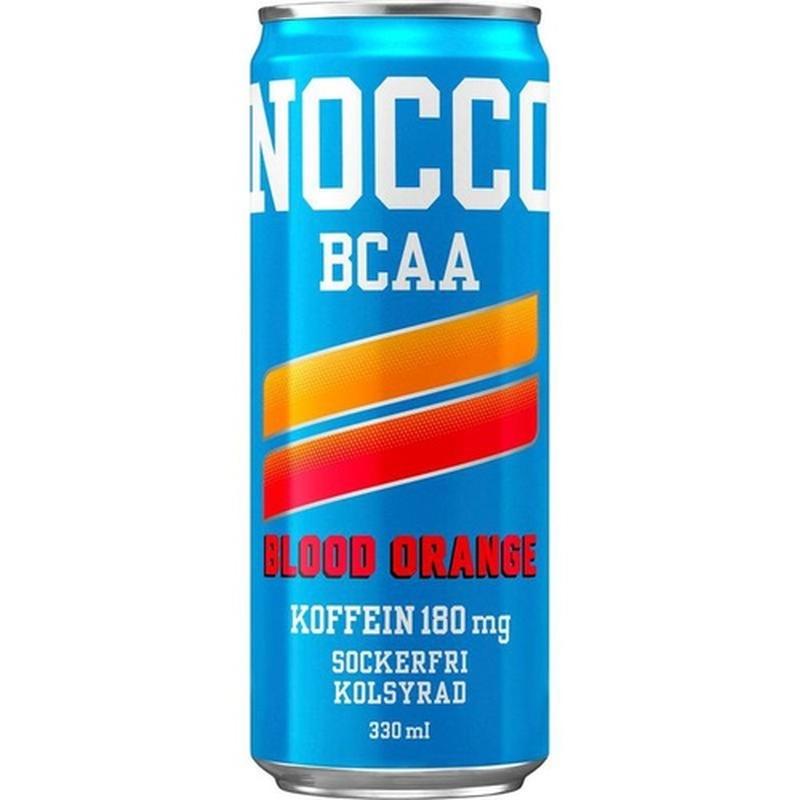 NOCCO
BCAA
BLOOD ORANGE
KOFFEIN 180 mg
SOCKERFRI
KOLSYRAD
330 ml